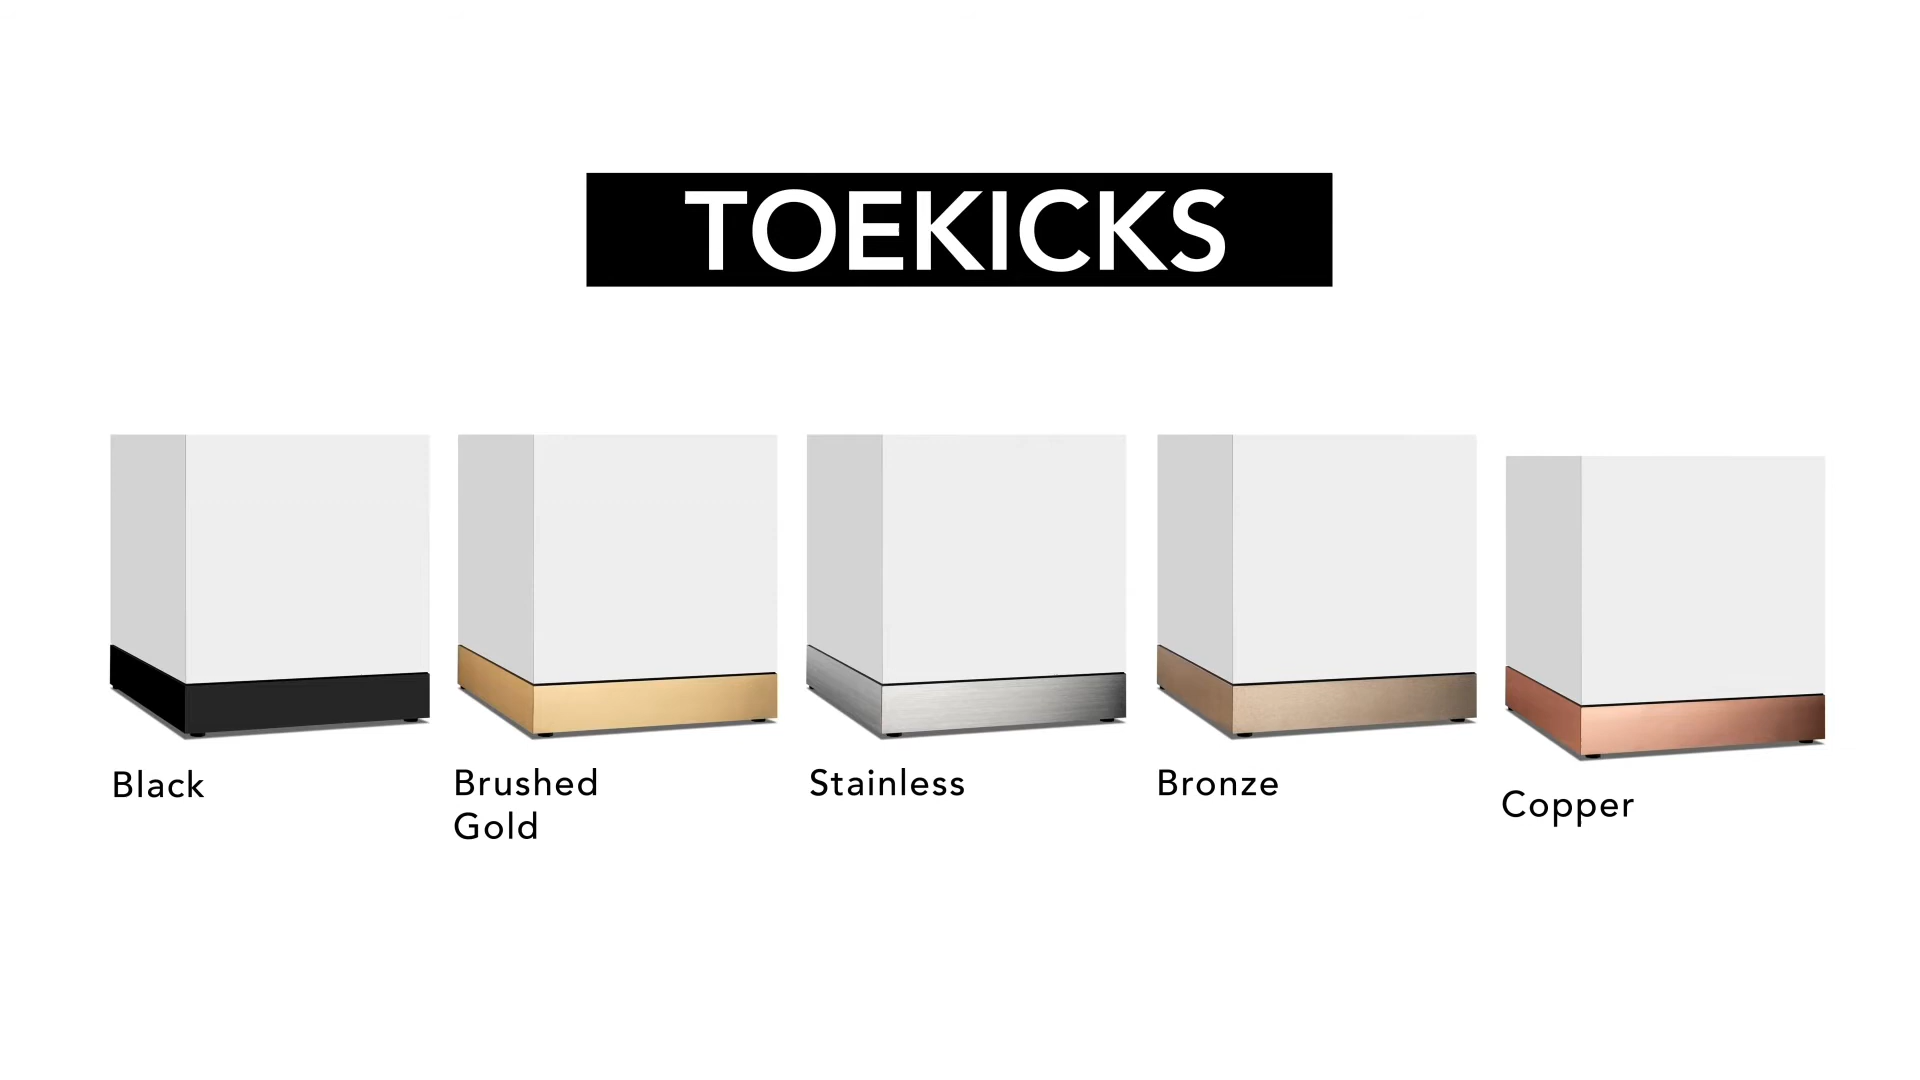 TOEKICKS
Black
Brushed
Gold
Stainless
Bronze
Copper